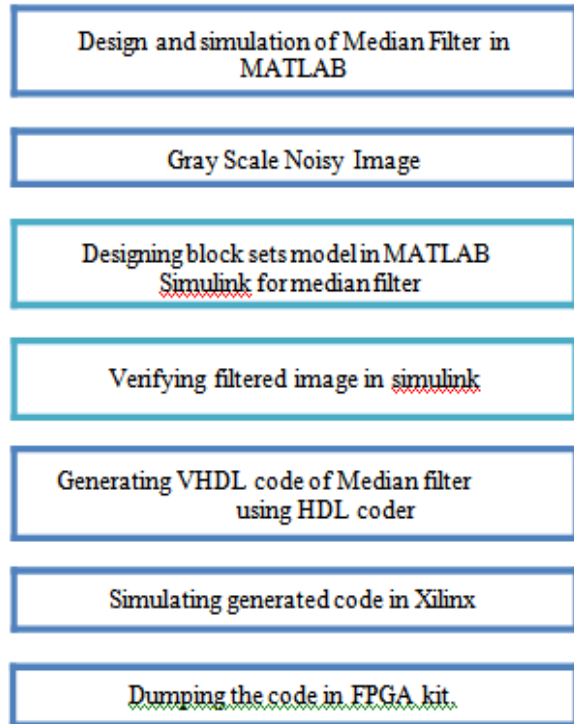 Design and simulation of Median Filter in
MATLAB
Gray Scale Noisy Image
Designing block sets model in MATLAB
Simulink for median filter
Verifying filtered image in simulink
Generating VHDL code of Median filter
using HDL coder
Simulating generated code in Xilinx
Dumping the code in FPGA kit.